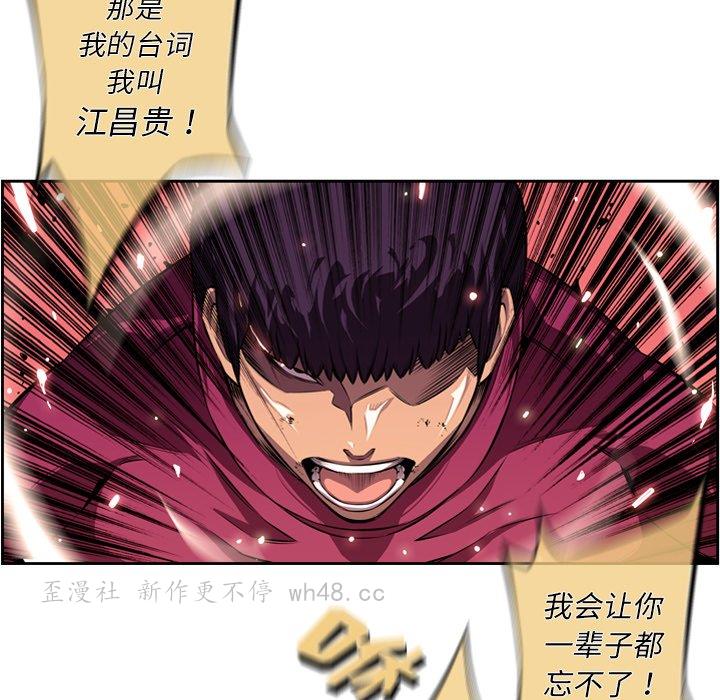 那是
我的台词
我叫
江昌贵！
歪漫社 新作更不停 wh48.cc
我会让你
一辈子都
忘不了！